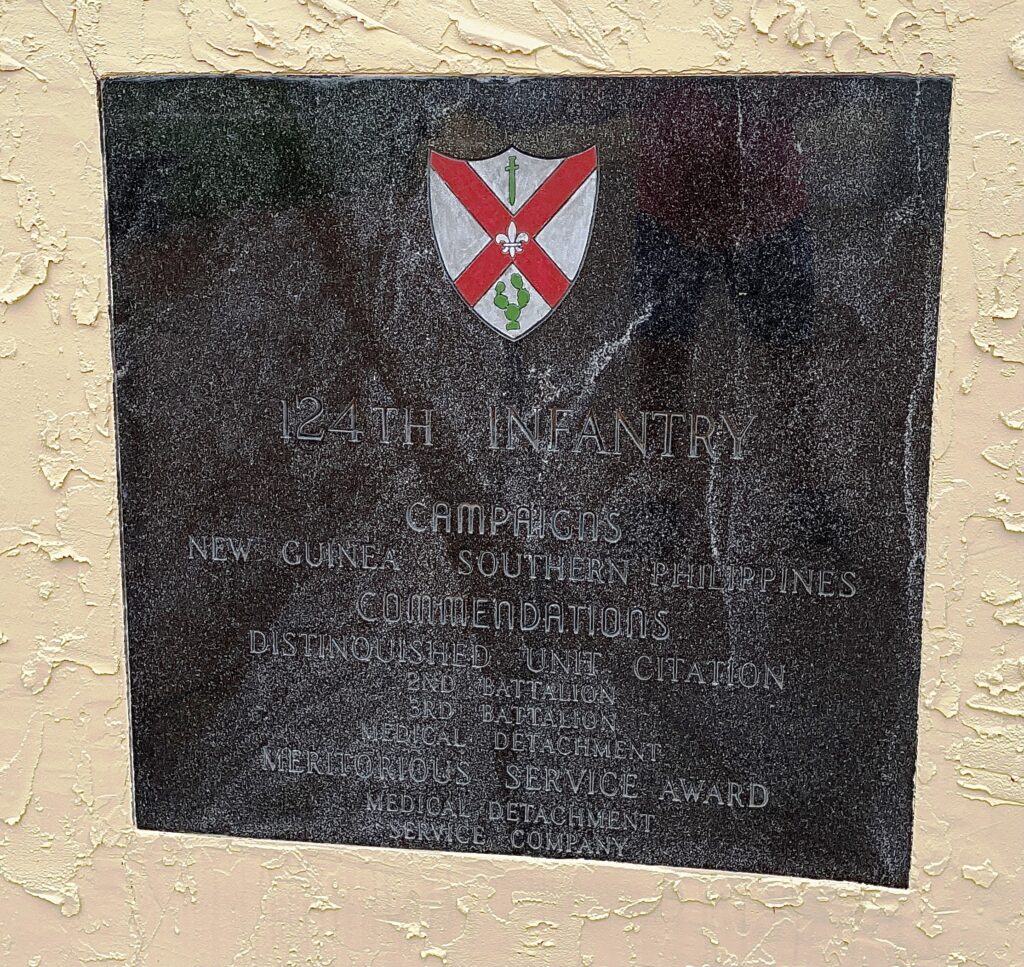 124TH INFANTRY
CAMPAIGNS
NEW GUINEA SOUTHERN PHILIPPINES
COMMENDATIONS
DISTINQUISHED UNIT CITATION
2ND BATTALION
3RD BATTALION
MEDICAL DETACHMENT
MERITORIOUS SERVICE AWARD
MEDICAL DETACHMENT
SERVICE COMPANY